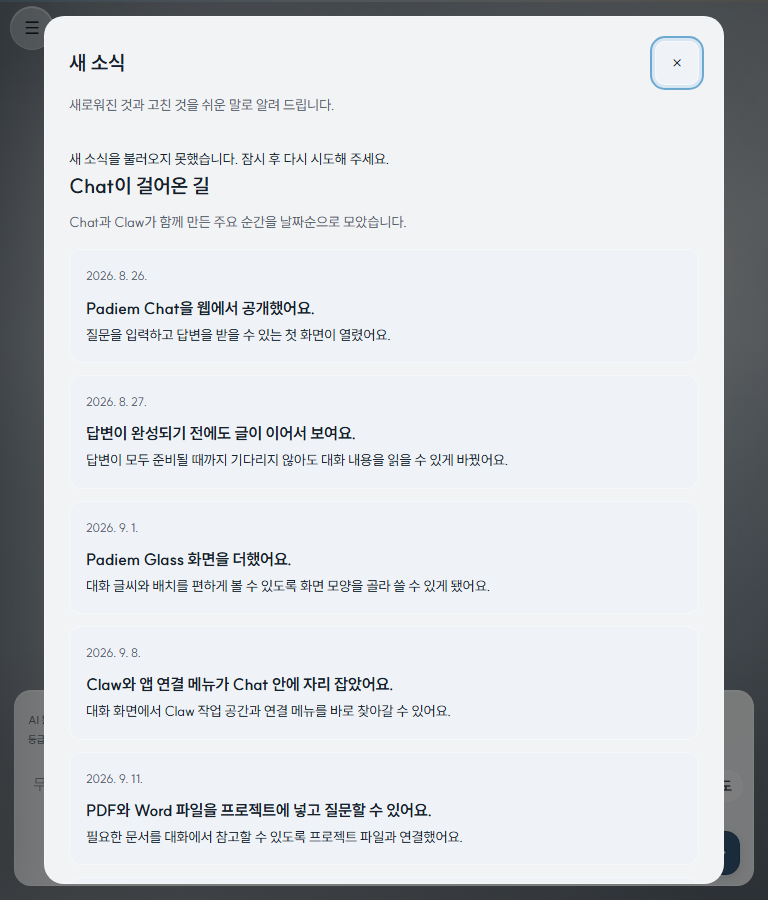 새 소식
×
새로워진 것과 고친 것을 쉬운 말로 알려 드립니다.
새 소식을 불러오지 못했습니다. 잠시 후 다시 시도해 주세요.
Chat이 걸어온 길
Chat과 Claw가 함께 만든 주요 순간을 날짜순으로 모았습니다.
2026. 8. 26.
Padiem Chat을 웹에서 공개했어요.
질문을 입력하고 답변을 받을 수 있는 첫 화면이 열렸어요.
2026. 8. 27.
답변이 완성되기 전에도 글이 이어서 보여요.
답변이 모두 준비될 때까지 기다리지 않아도 대화 내용을 읽을 수 있게 바꿨어요.
2026. 9. 1.
Padiem Glass 화면을 더했어요.
대화 글씨와 배치를 편하게 볼 수 있도록 화면 모양을 골라 쓸 수 있게 됐어요.
2026. 9. 8.
Claw와 앱 연결 메뉴가 Chat 안에 자리 잡았어요.
대화 화면에서 Claw 작업 공간과 연결 메뉴를 바로 찾아갈 수 있어요.
2026. 9. 11.
PDF와 Word 파일을 프로젝트에 넣고 질문할 수 있어요.
필요한 문서를 대화에서 참고할 수 있도록 프로젝트 파일과 연결했어요.
AI
등급
무
도